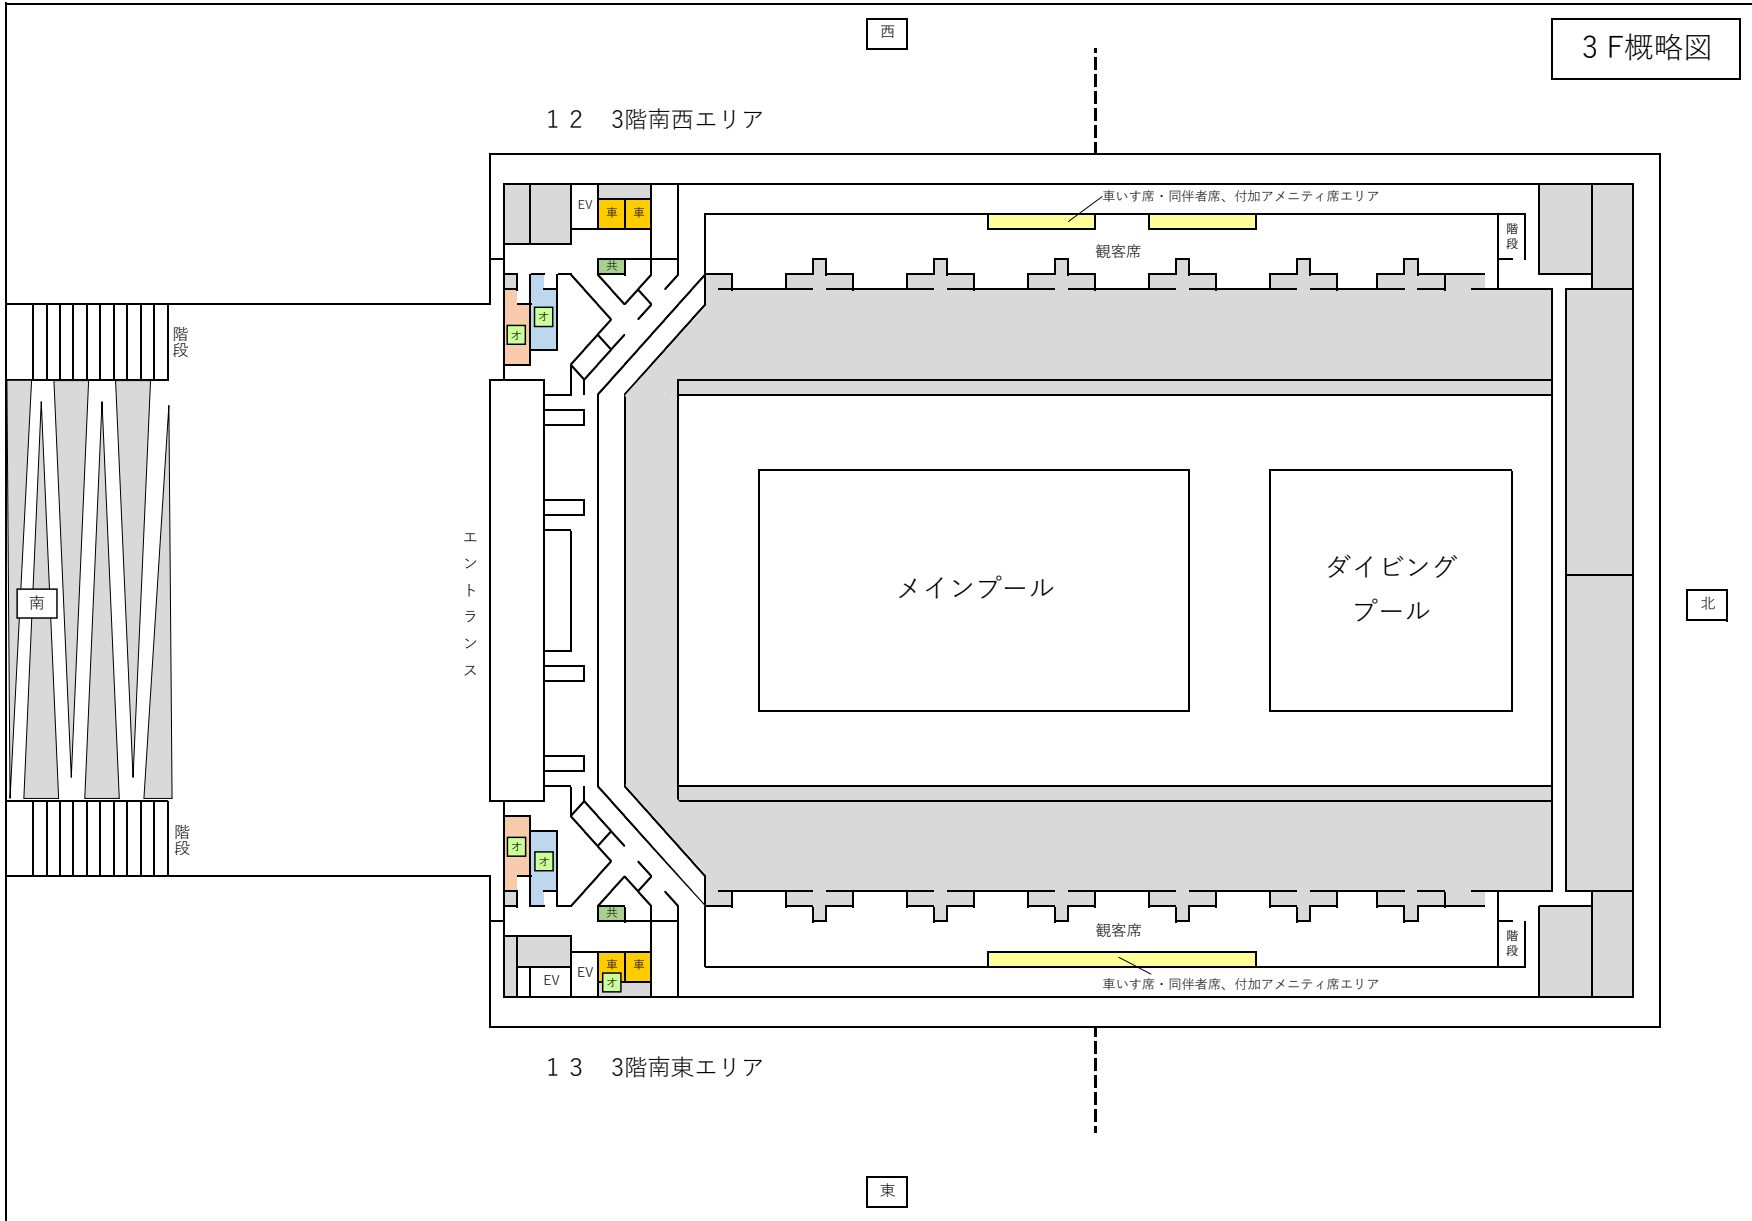 西
3 F概略図
１２　3階南西エリア
EV
車
車
車いす席・同伴者席、付加アメニティ席エリア
階段
観客席
共
オ
オ
階段
エントランス
メインプール
ダイビング
プール
南
北
階段
オ
オ
共
観客席
階段
EV
EV
車
車
オ
車いす席・同伴者席、付加アメニティ席エリア
１３　3階南東エリア
東